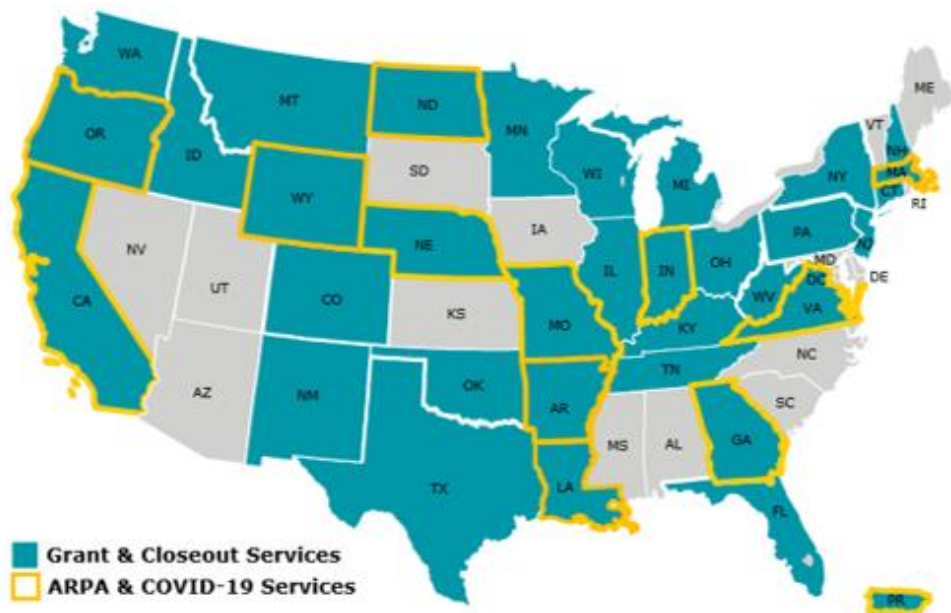 WA
MT
ND
MN
ME
VT
NH
OR
ID
SD
WI
MI
NY
MA
CT
RI
WY
NE
IA
PA
NJ
NV
UT
CO
KS
IL
IN
OH
MD
DE
DC
WV
VA
CA
MO
KY
AZ
NM
OK
AR
TN
NC
SC
TX
LA
MS
AL
GA
FL
PR
Grant & Closeout Services
ARPA & COVID-19 Services